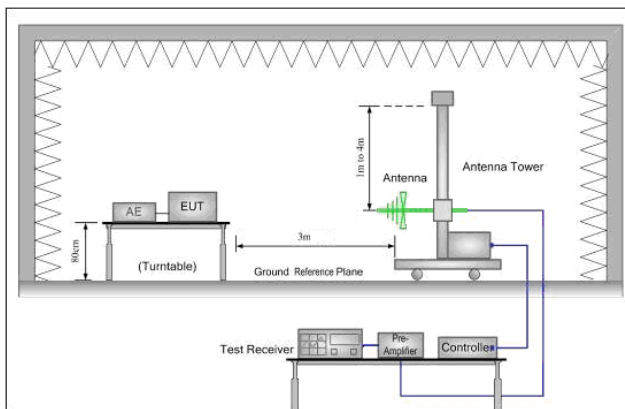 1m to 4m
Antenna
Antenna Tower
AE
EUT
80cm
3m
(Turntable)
Ground Reference Plane
Test Receiver
Pre-
Amplifier
Controller